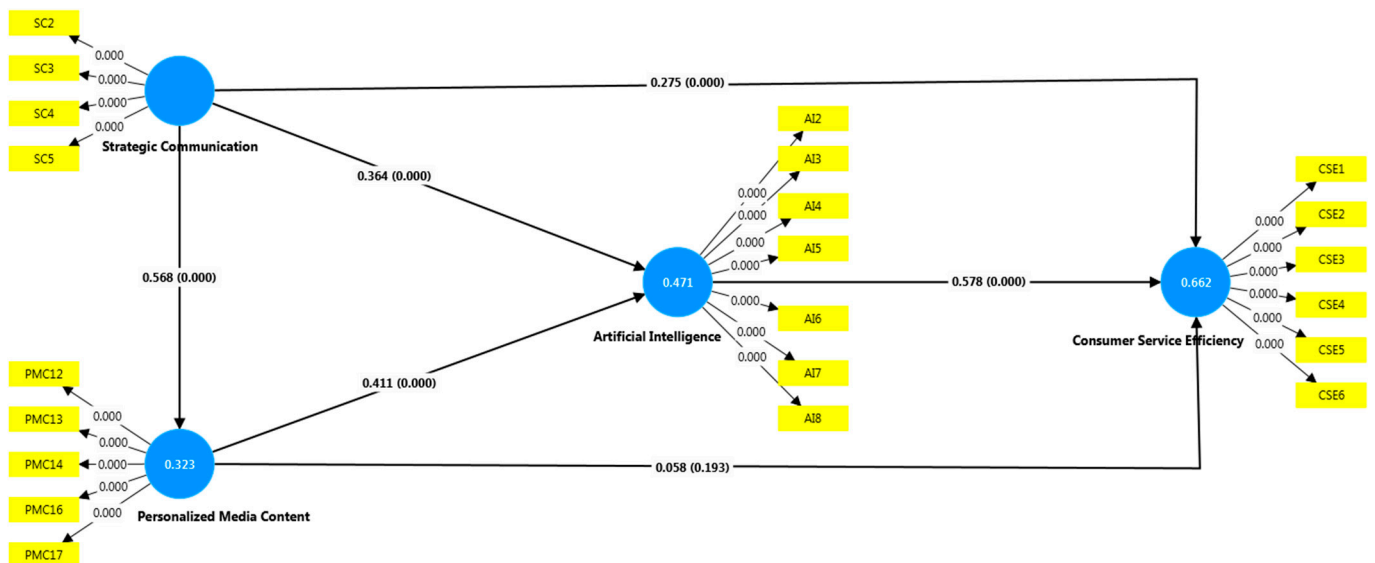 SC2
SC3
SC4
SC5
0.000
0.000
0.000
0.000
Strategic Communication
0.275 (0.000)
0.364 (0.000)
0.568 (0.000)
0.411 (0.000)
0.578 (0.000)
0.058 (0.193)
AI2
AI3
AI4
AI5
AI6
AI7
AI8
0.000
0.000
0.000
0.000
0.000
0.000
0.000
0.471
Artificial Intelligence
CSE1
CSE2
CSE3
CSE4
CSE5
CSE6
0.000
0.000
0.000
0.000
0.000
0.000
0.662
Consumer Service Efficiency
PMC12
PMC13
PMC14
PMC16
PMC17
0.000
0.000
0.000
0.000
0.000
0.323
Personalized Media Content